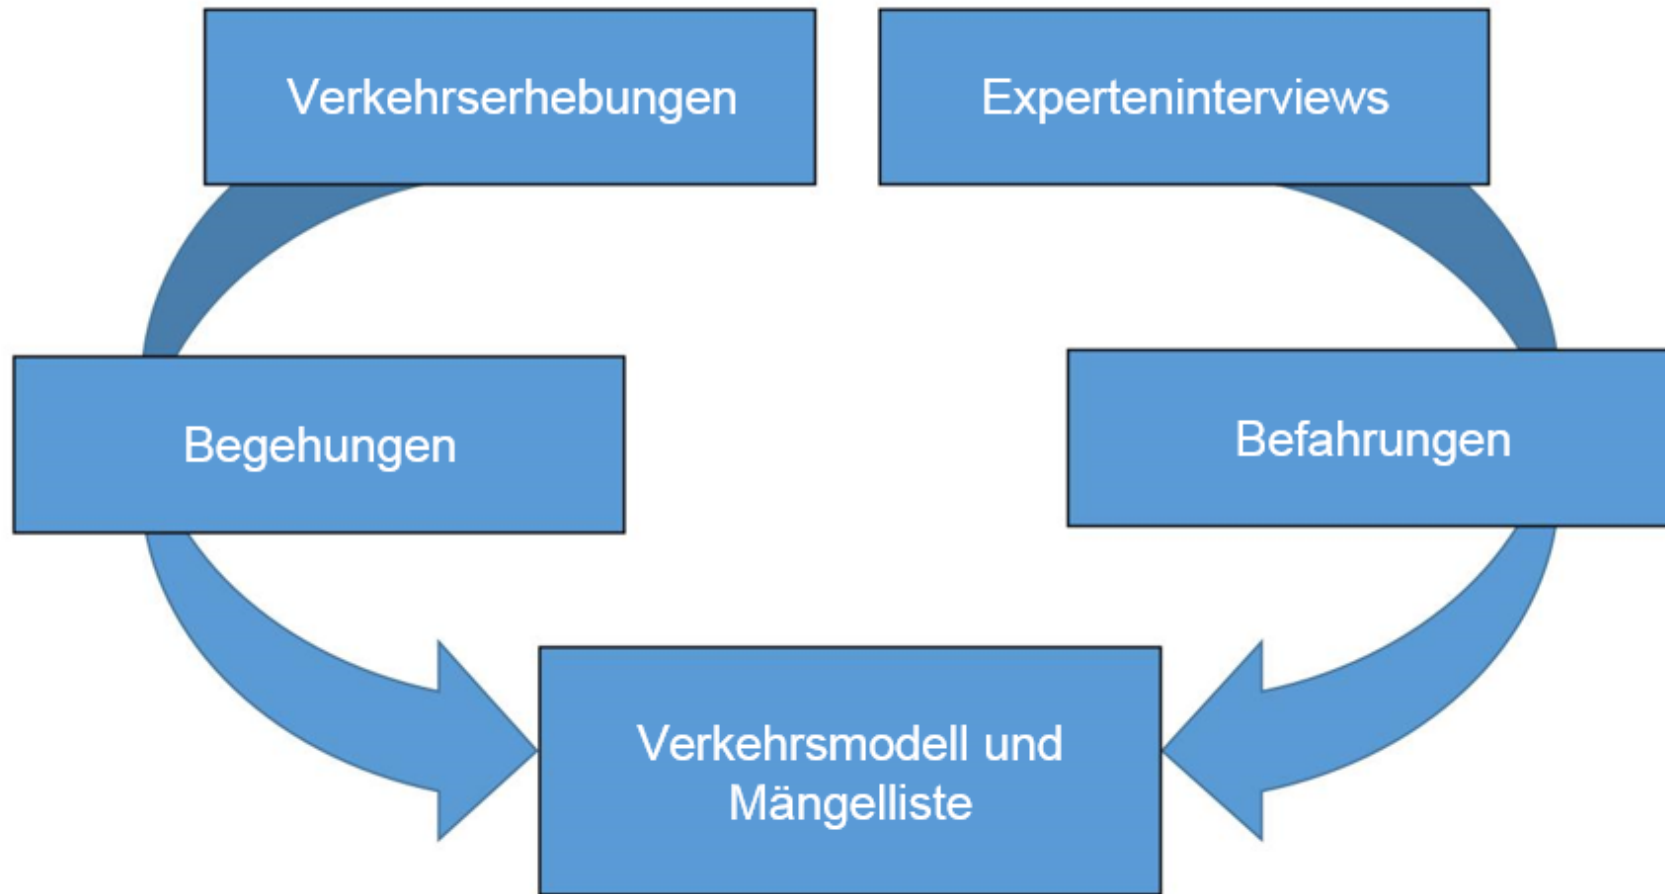 Verkehrserhebungen
Experteninterviews
Begehungen
Befahrungen
Verkehrsmodell und
Mängelliste